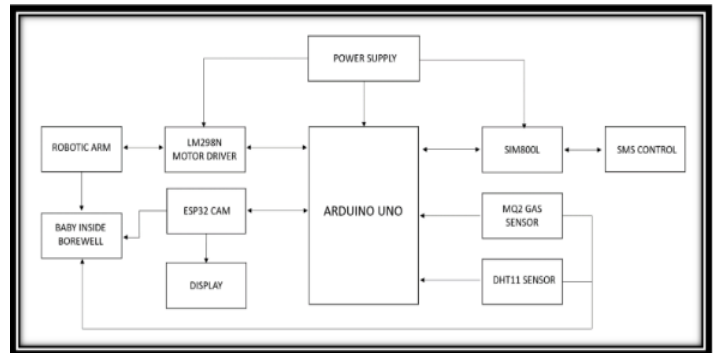 POWER SUPPLY
ROBOTIC ARM
LM298N
MOTOR DRIVER
ARDUINO UNO
SIM800L
SMS CONTROL
BABY INSIDE
BOREWELL
ESP32 CAM
MQ2 GAS
SENSOR
DISPLAY
DHT11 SENSOR